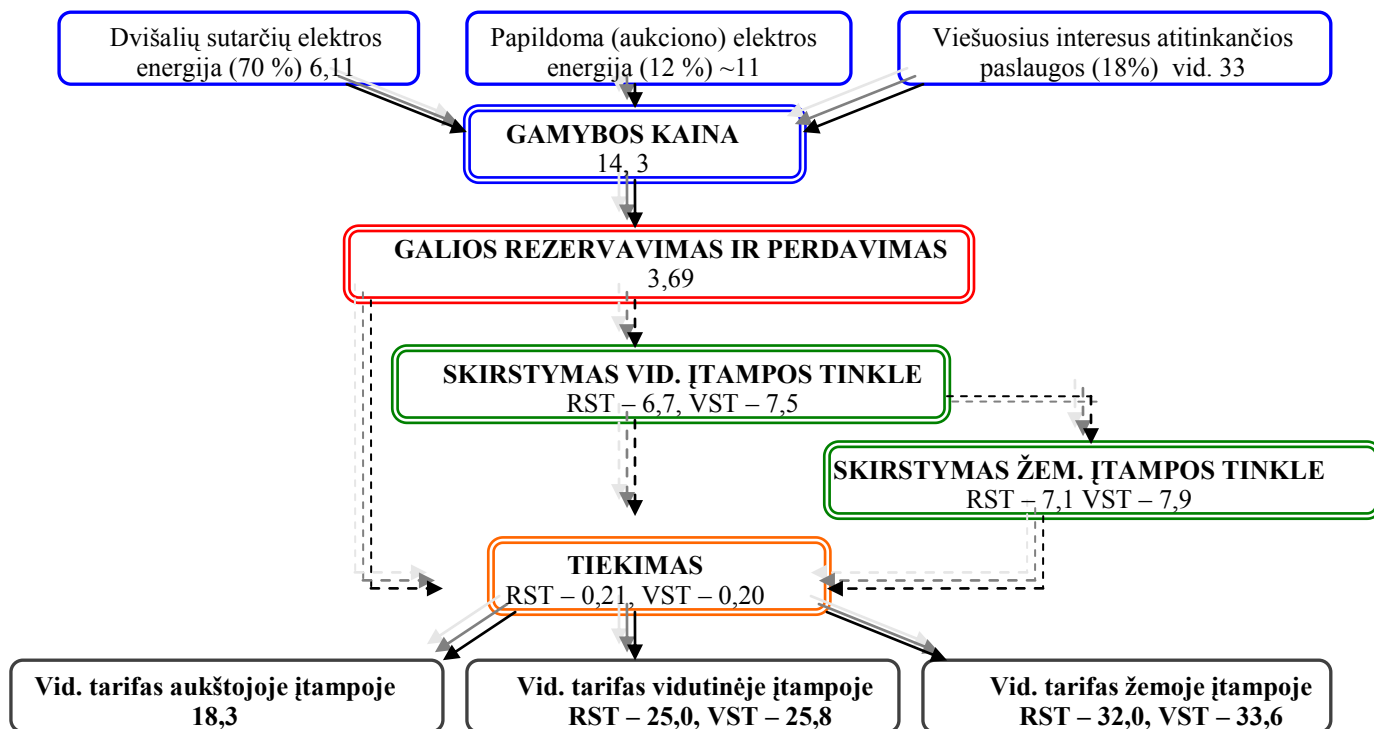 Dvišalių sutarčių elektros
energija (70 %) 6,11
Papildoma (aukciono) elektros
energija (12 %) ~11
Viešuosius interesus atitinkančios
paslaugos (18%) vid. 33
GAMYBOS KAINA
14, 3
GALIOS REZERVAVIMAS IR PERDAVIMAS
3,69
SKIRSTYMAS VID. ĮTAMPOS TINKLE
RST – 6,7, VST – 7,5
SKIRSTYMAS ŽEM. ĮTAMPOS TINKLE
RST – 7,1 VST – 7,9
TIEKIMAS
RST – 0,21, VST – 0,20
Vid. tarifas aukštojoje įtampoje
18,3
Vid. tarifas vidutinėje įtampoje
RST – 25,0, VST – 25,8
Vid. tarifas žemoje įtampoje
RST – 32,0, VST – 33,6